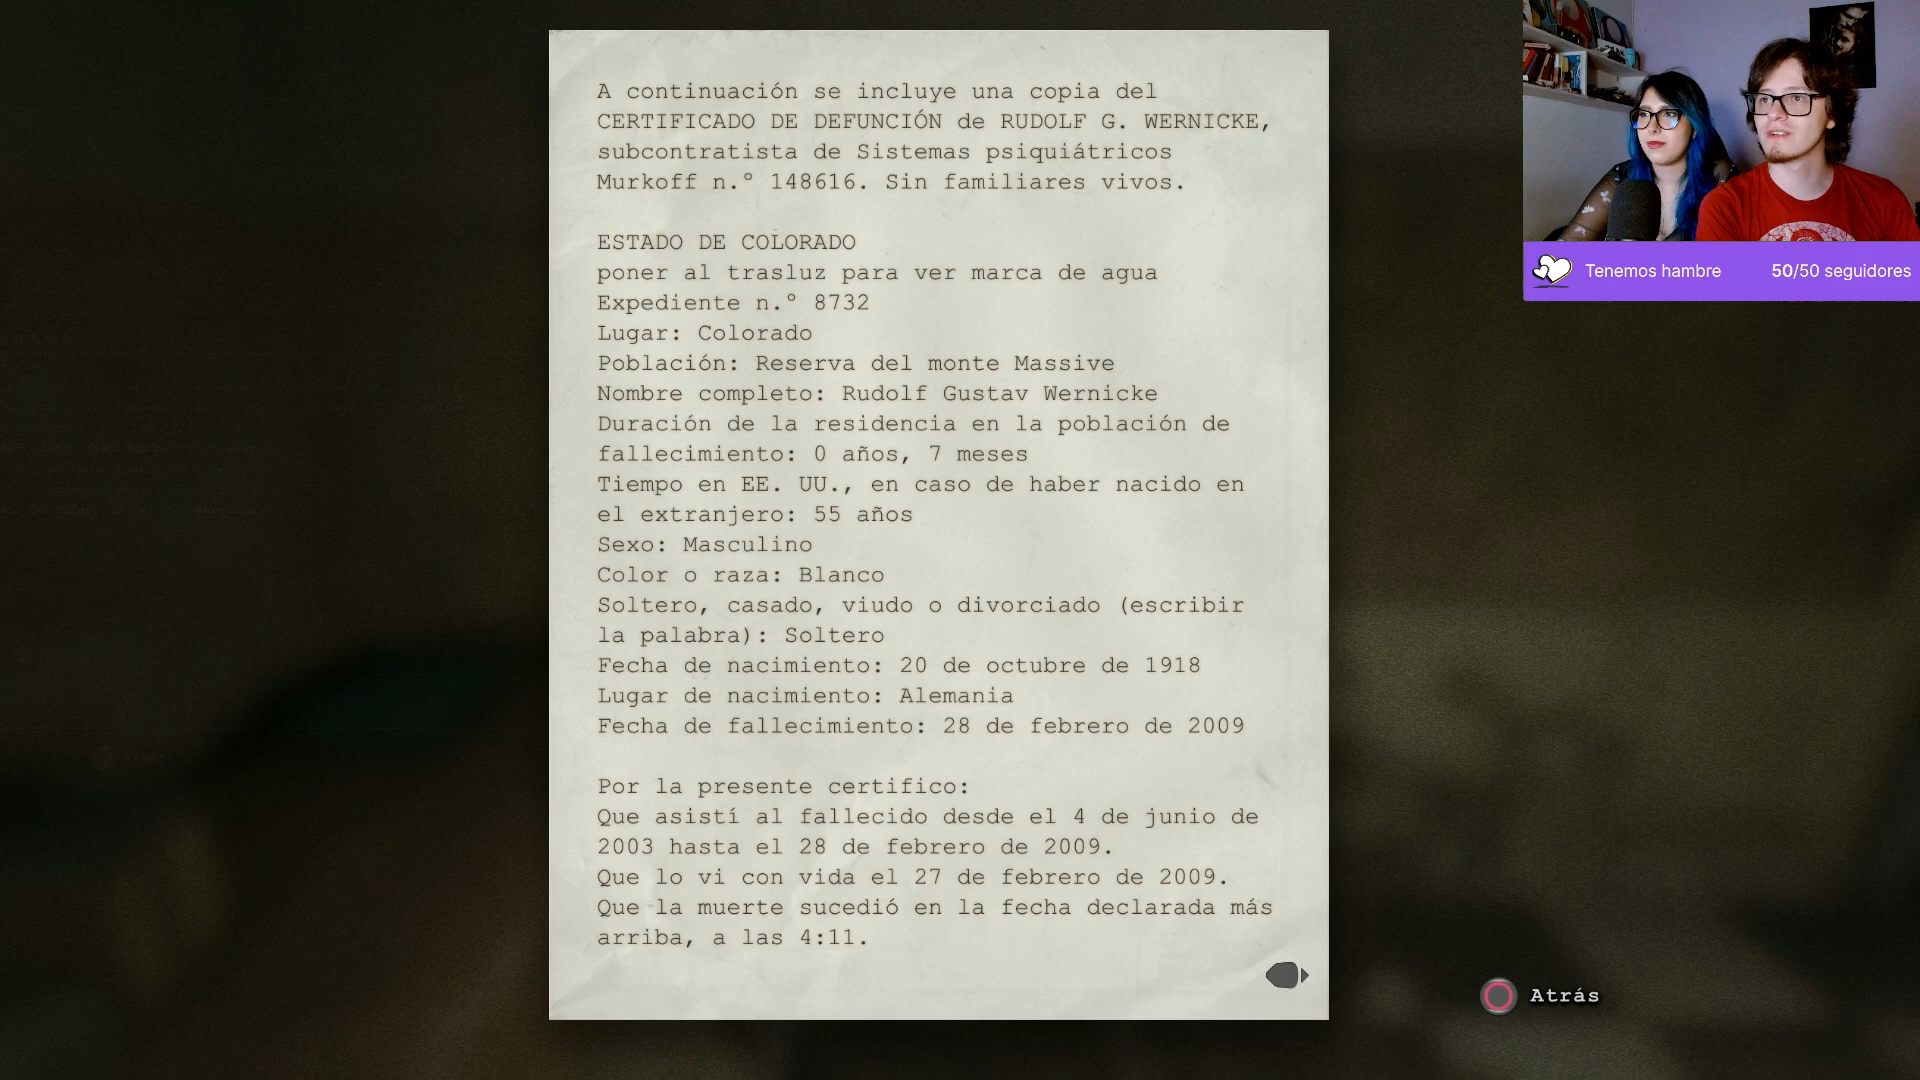 A continuación se incluye una copia del
CERTIFICADO DE DEFUNCIÓN de RUDOLF G. WERNICKE,
subcontratista de Sistemas psiquiátricos
Murkoff n.º 148616. Sin familiares vivos.
ESTADO DE COLORADO
poner al trasluz para ver marca de agua
Expediente n.º 8732
Lugar: Colorado
Población: Reserva del monte Massive
Nombre completo: Rudolf Gustav Wernicke
Duración de la residencia en la población de
fallecimiento: 0 años, 7 meses
Tiempo en EE. UU., en caso de haber nacido en
el extranjero: 55 años
Sexo: Masculino
Color o raza: Blanco
Soltero, casado, viudo o divorciado (escribir
la palabra): Soltero
Fecha de nacimiento: 20 de octubre de 1918
Lugar de nacimiento: Alemania
Fecha de fallecimiento: 28 de febrero de 2009
Por la presente certifico:
Que asistí al fallecido desde el 4 de junio de
2003 hasta el 28 de febrero de 2009.
Que lo vi con vida el 27 de febrero de 2009.
Que la muerte sucedió en la fecha declarada más
arriba, a las 4:11.
Tenemos hambre 50/50 seguidores
Atrás